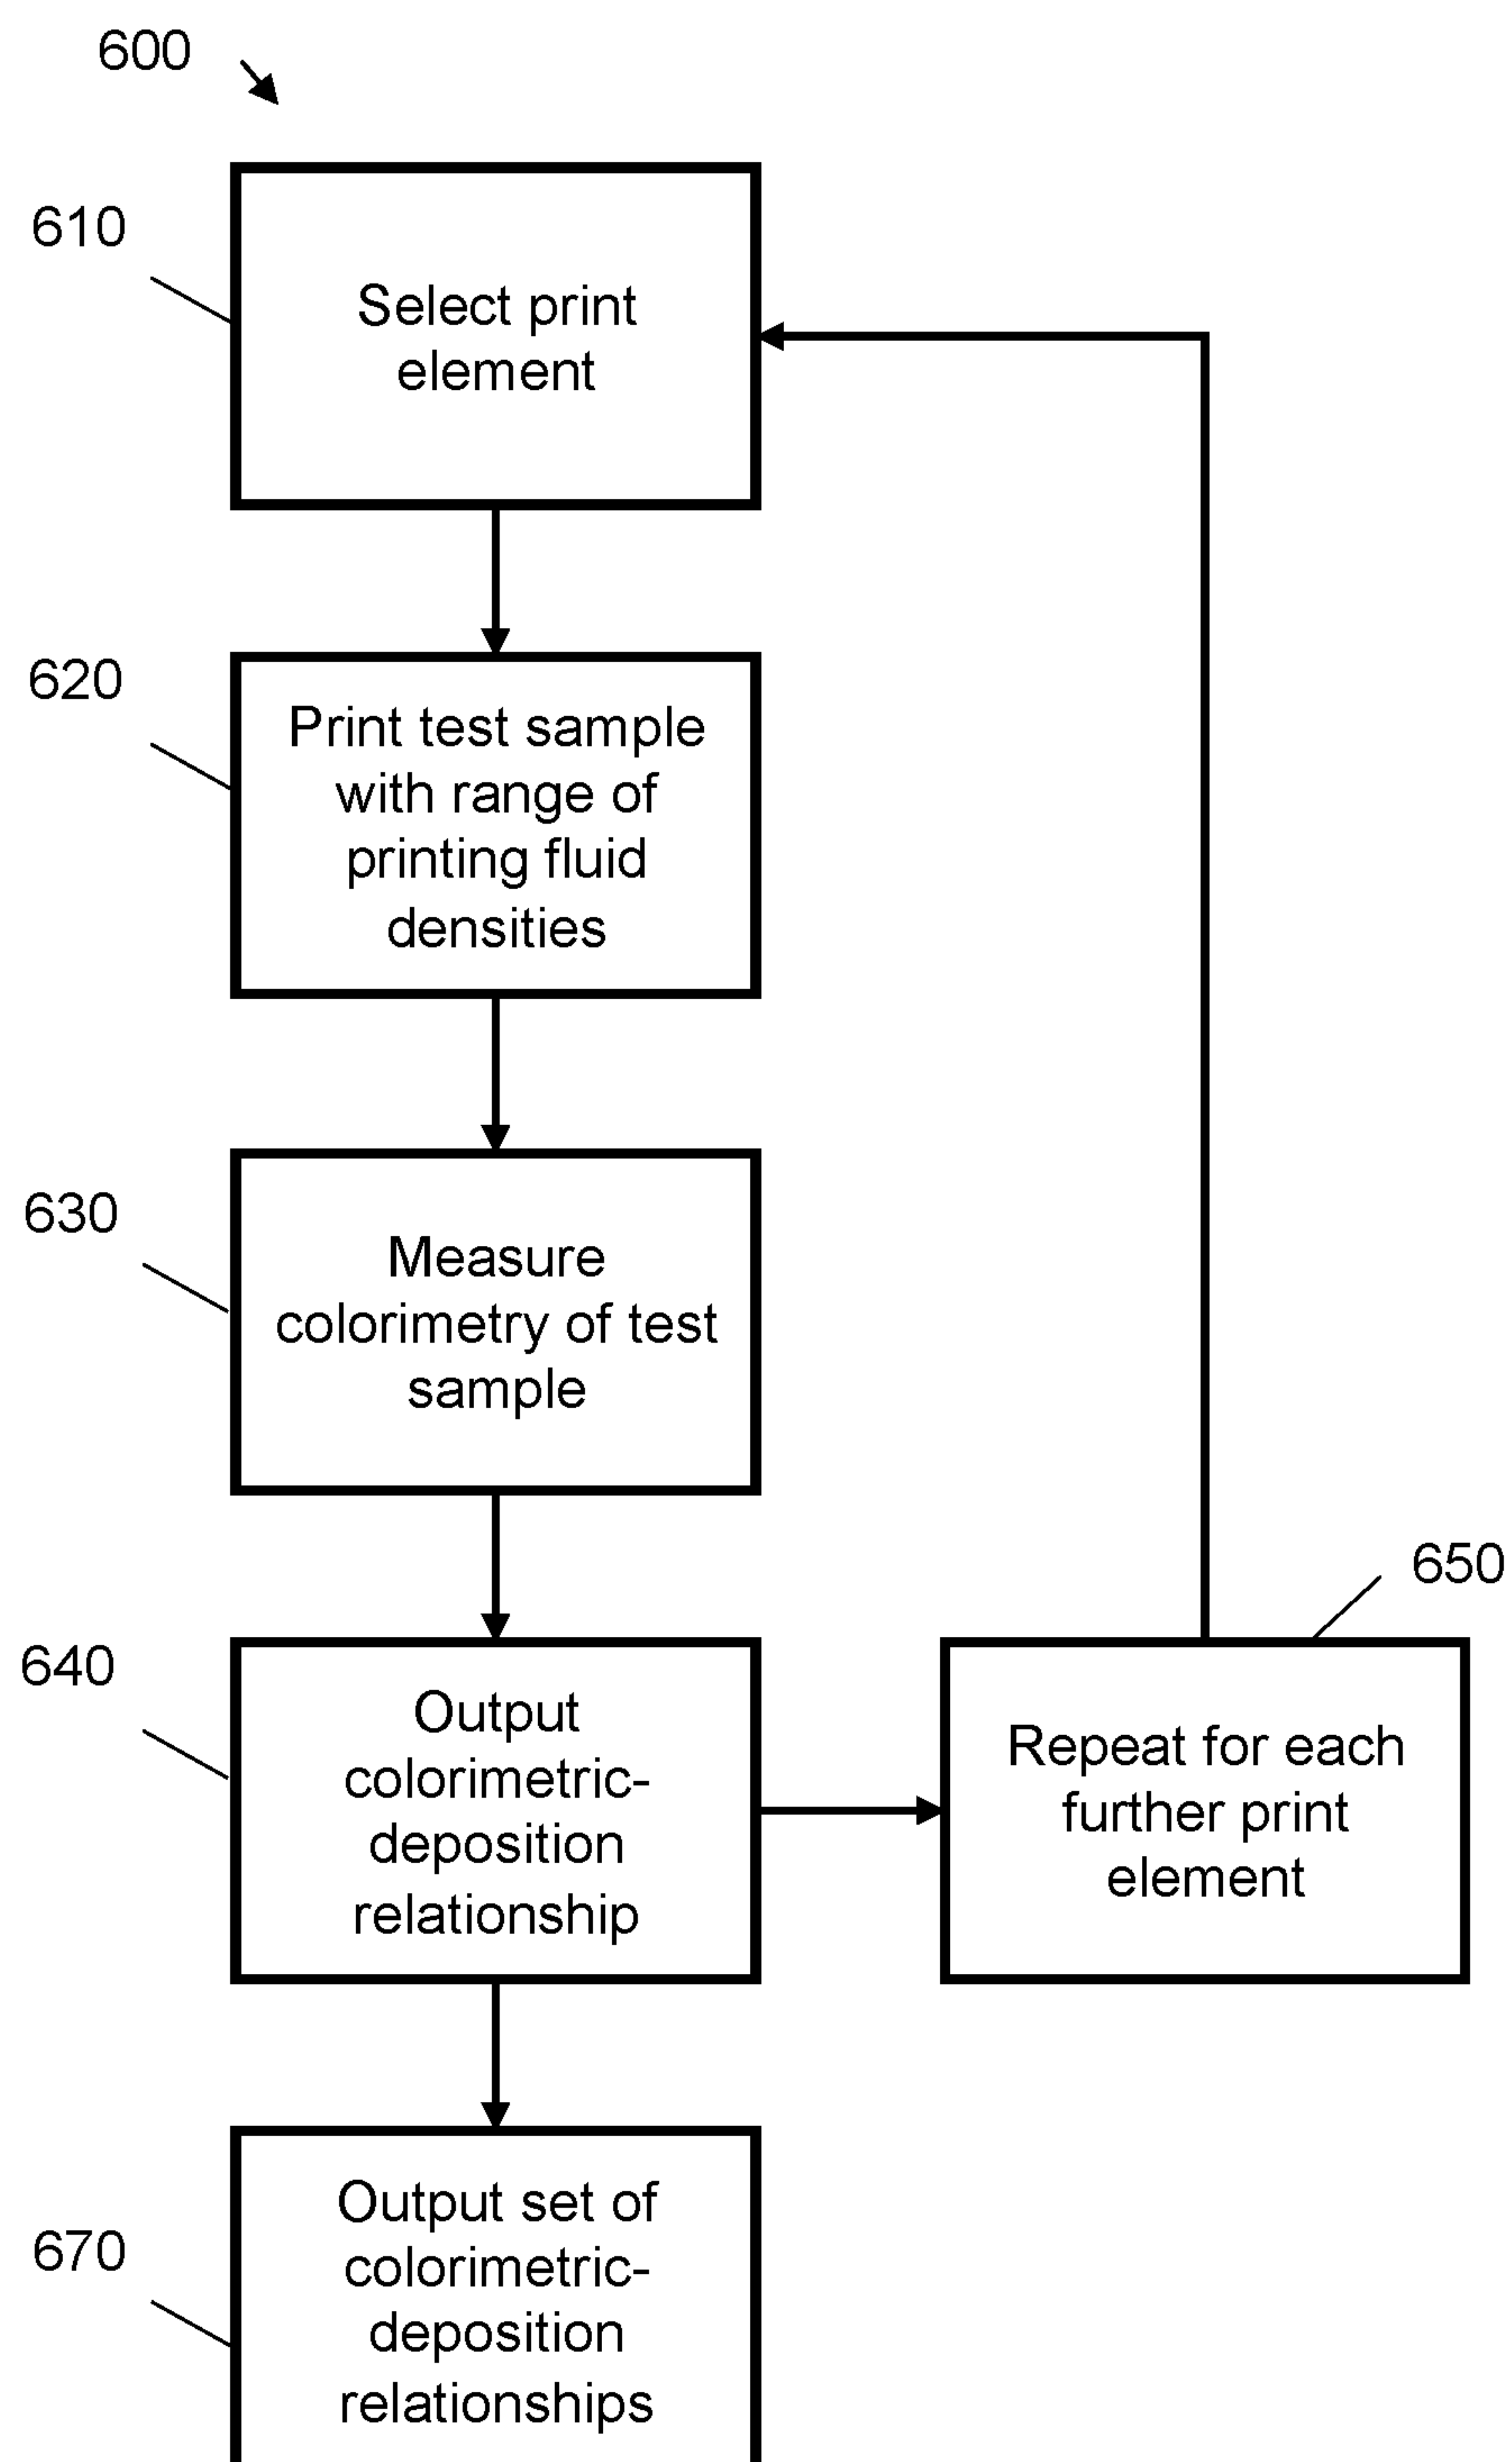 600
610
Select print
element
620
Print test sample
with range of
printing fluid
densities
630
Measure
colorimetry of test
sample
640
Output
colorimetric-
deposition
relationship
650
Repeat for each
further print
element
670
Output set of
colorimetric-
deposition
relationships